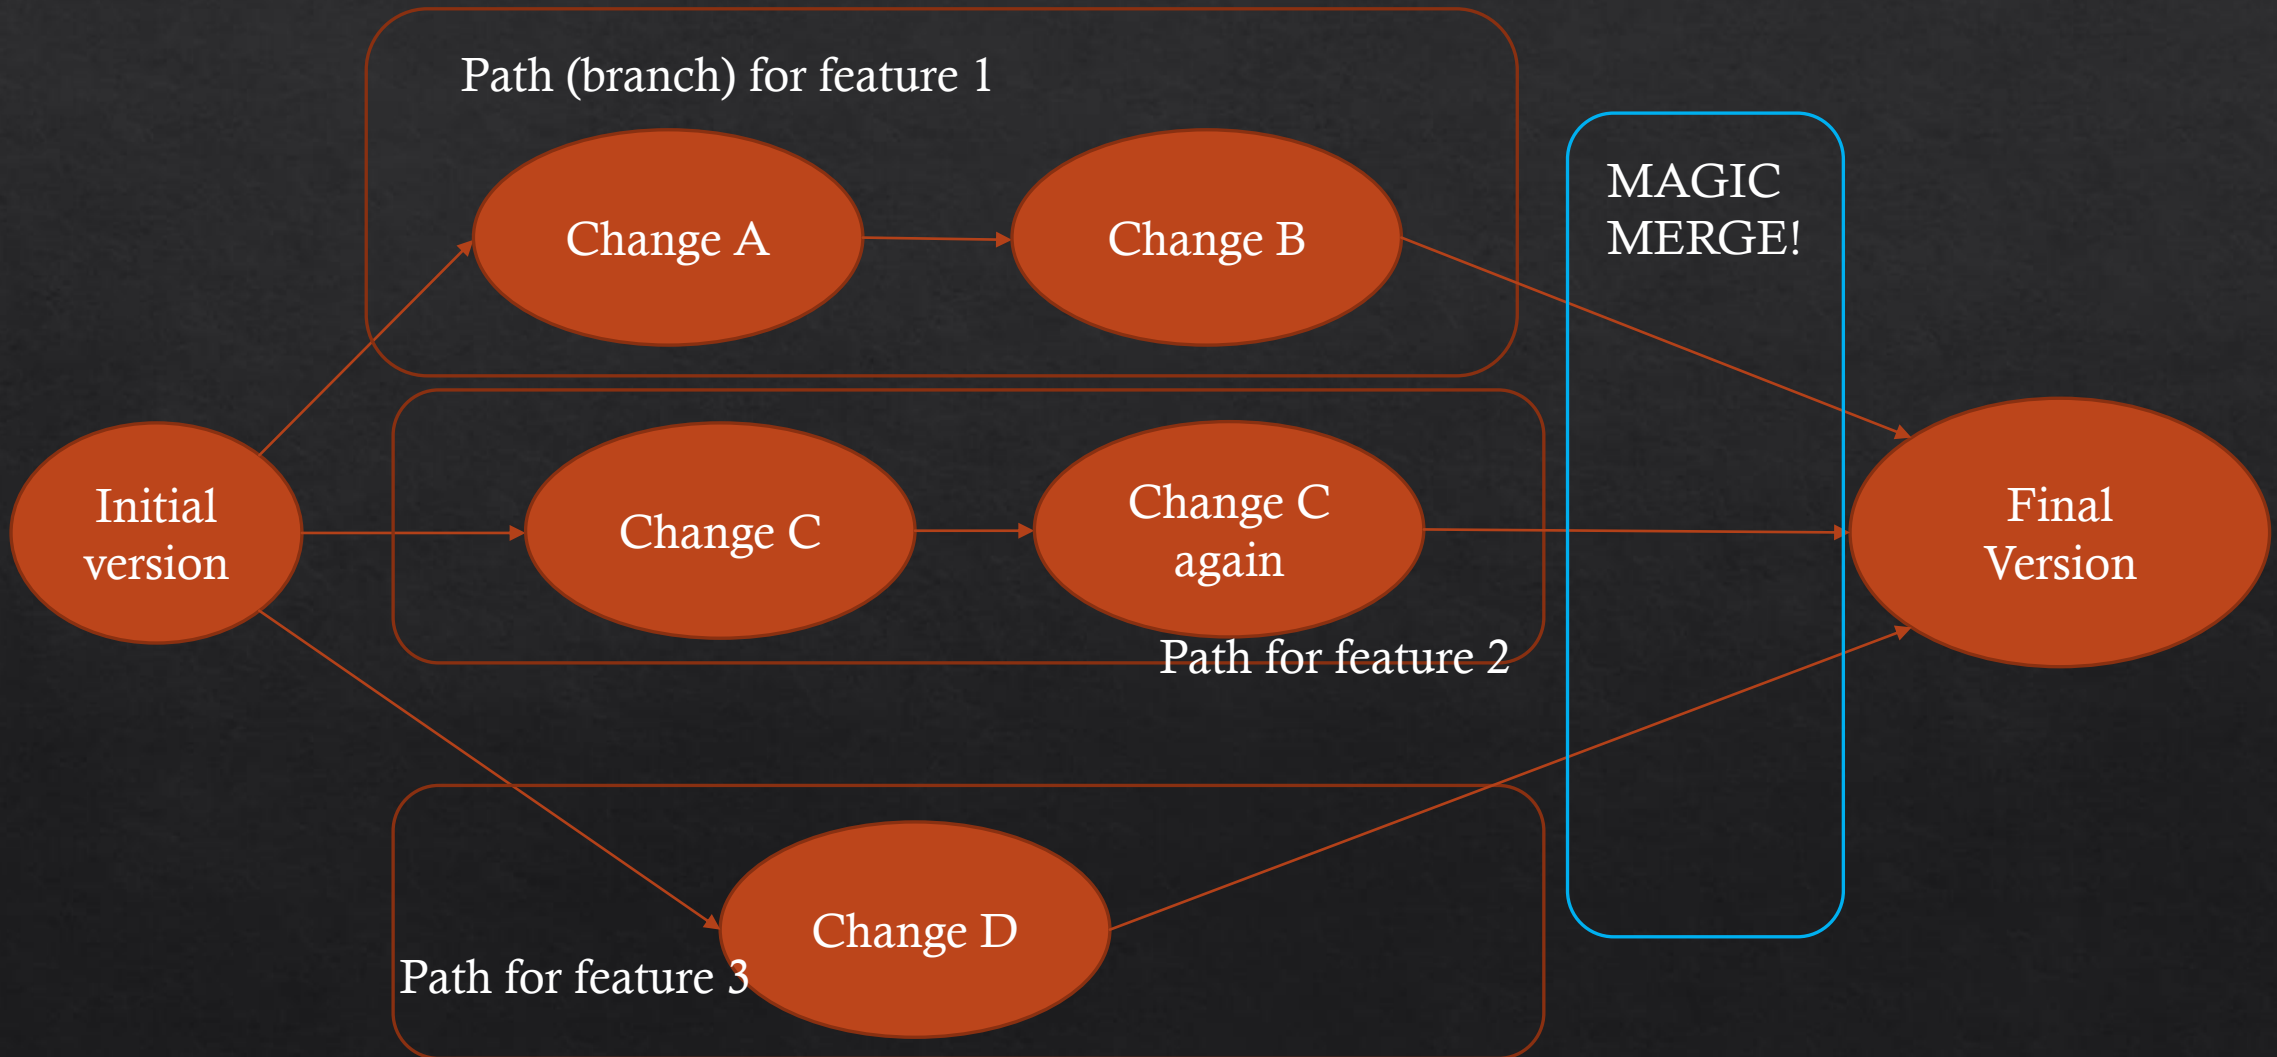 Path (branch) for feature 1
Change A
Change B
MAGIC
MERGE!
Initial
version
Change C
Change C
again
Path for feature 2
Final
Version
Change D
Path for feature 3